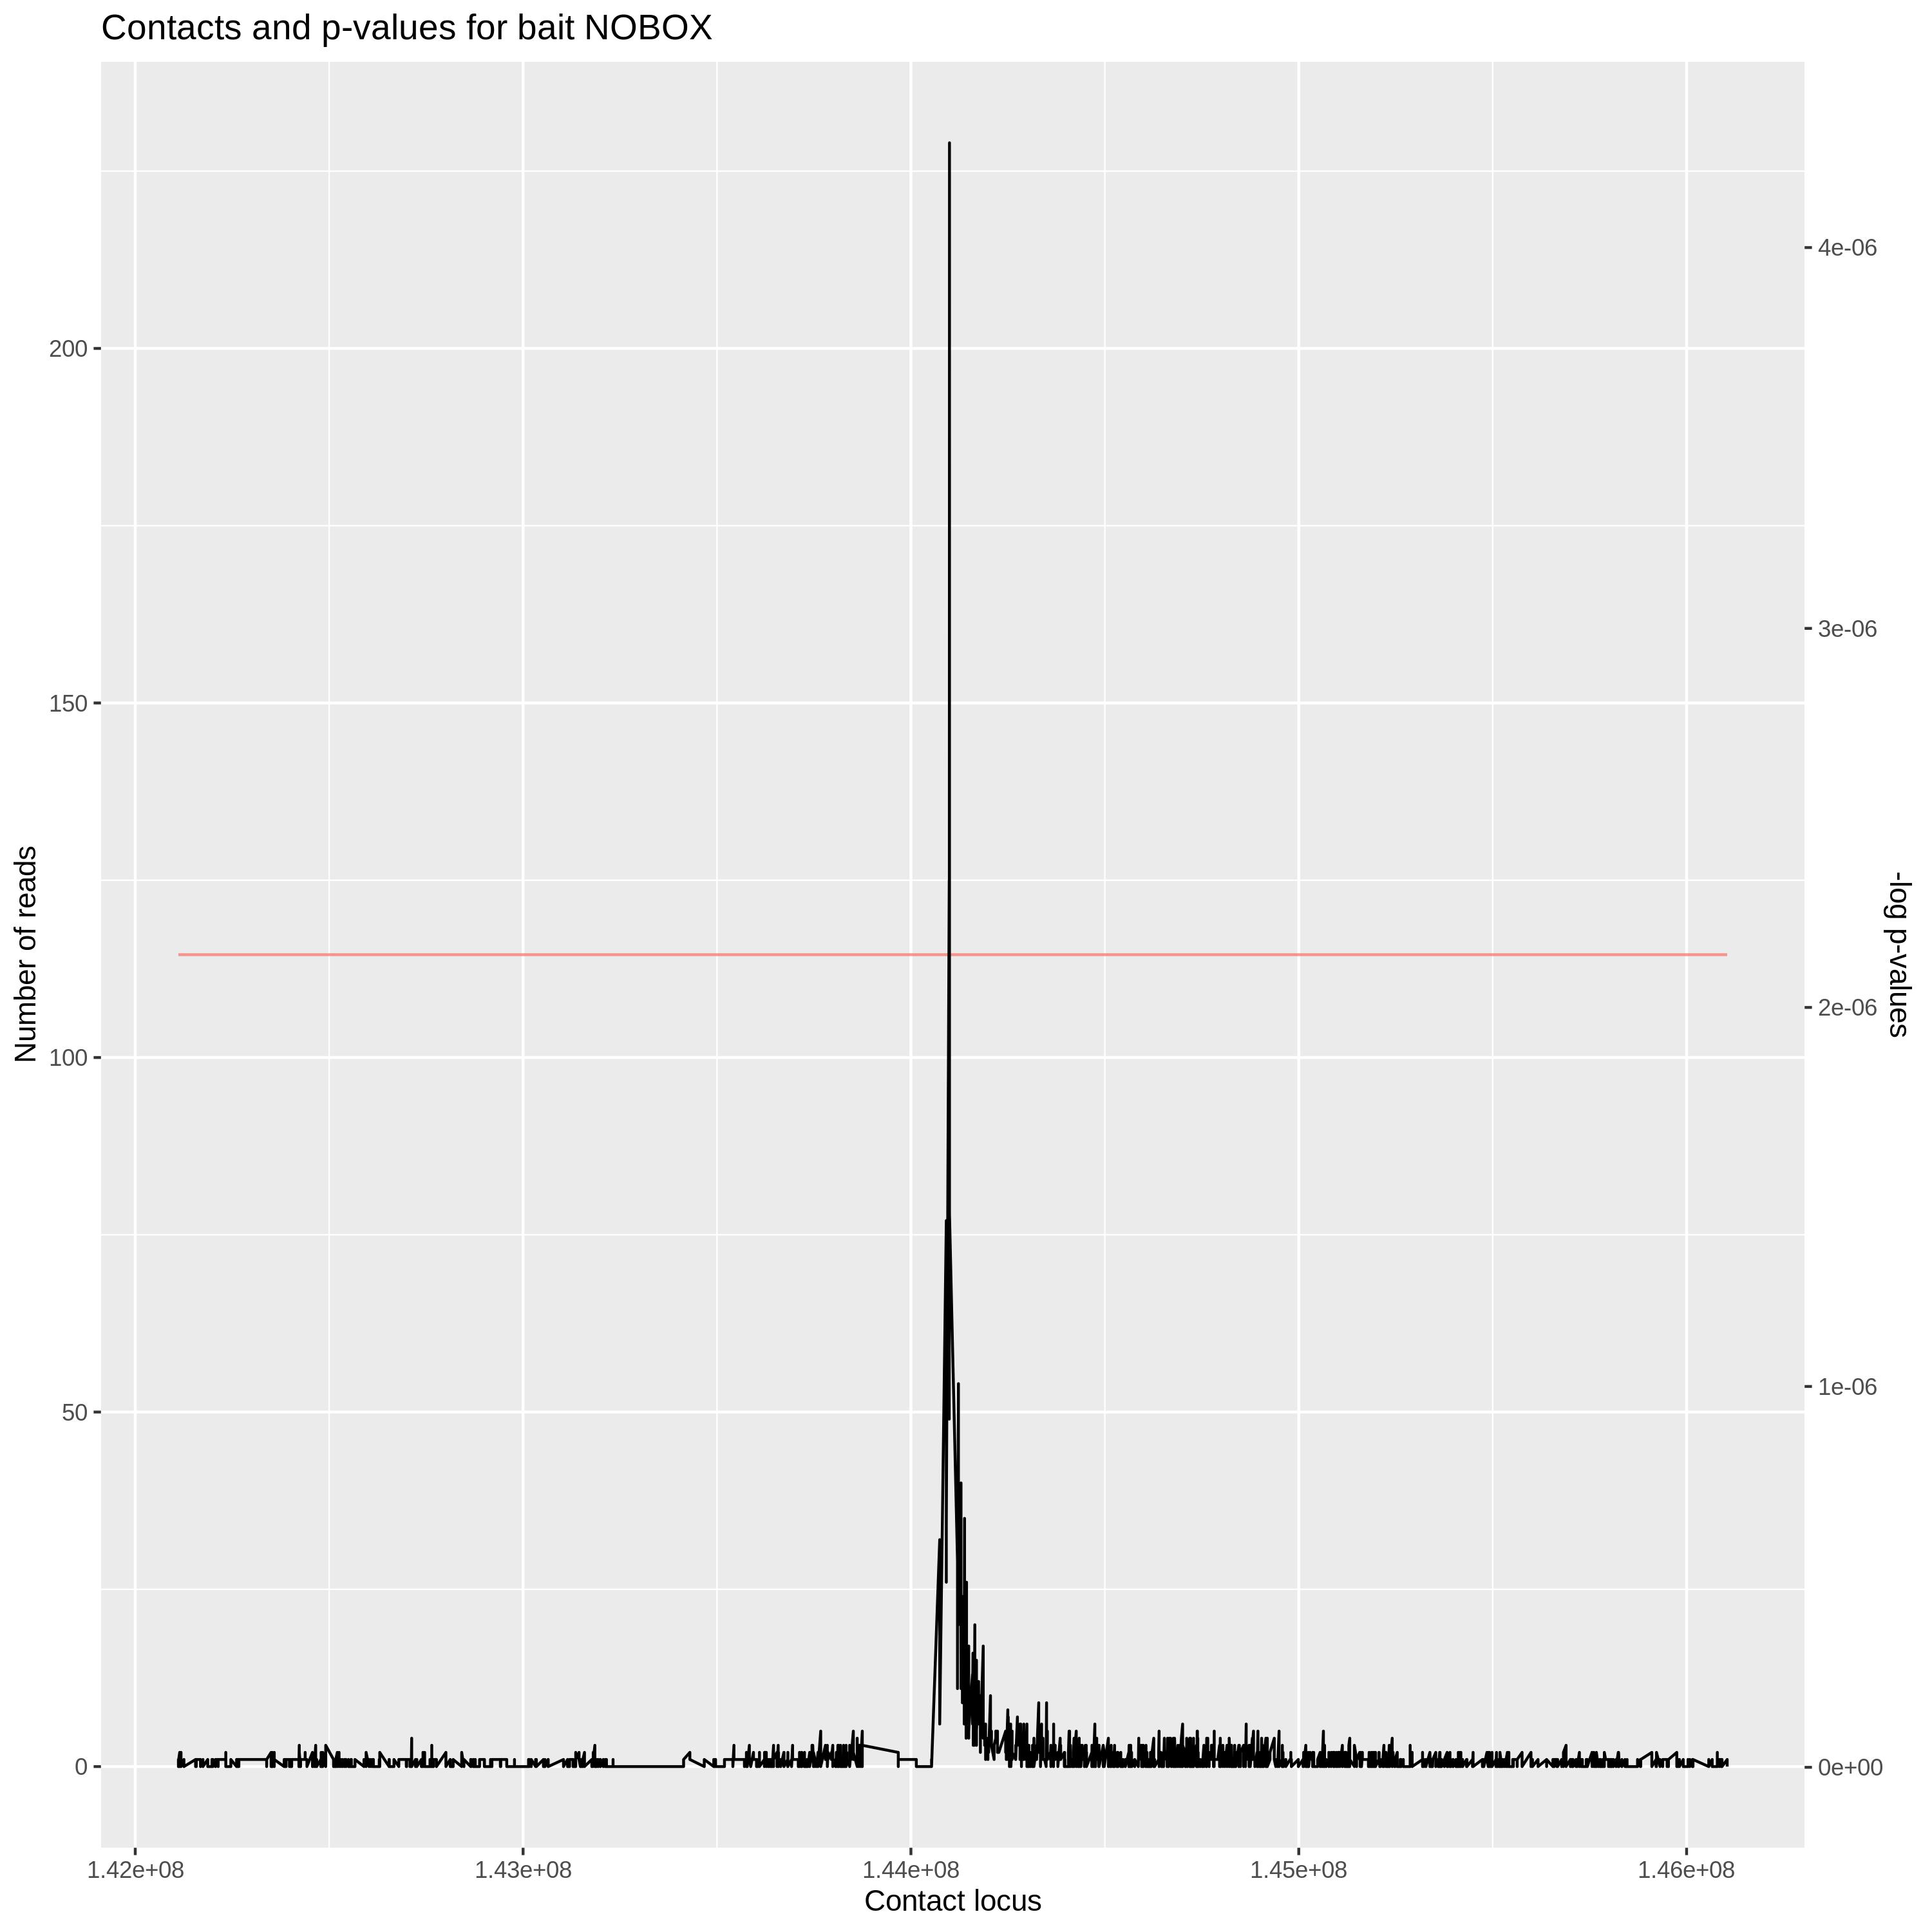 Contacts and p-values for bait NOBOX
Number of reads
200
150
100
50
0
4e-06
3e-06
2e-06
1e-06
0e+00
-log p-values
1.42e+08
1.43e+08
1.44e+08
1.45e+08
1.46e+08
Contact locus